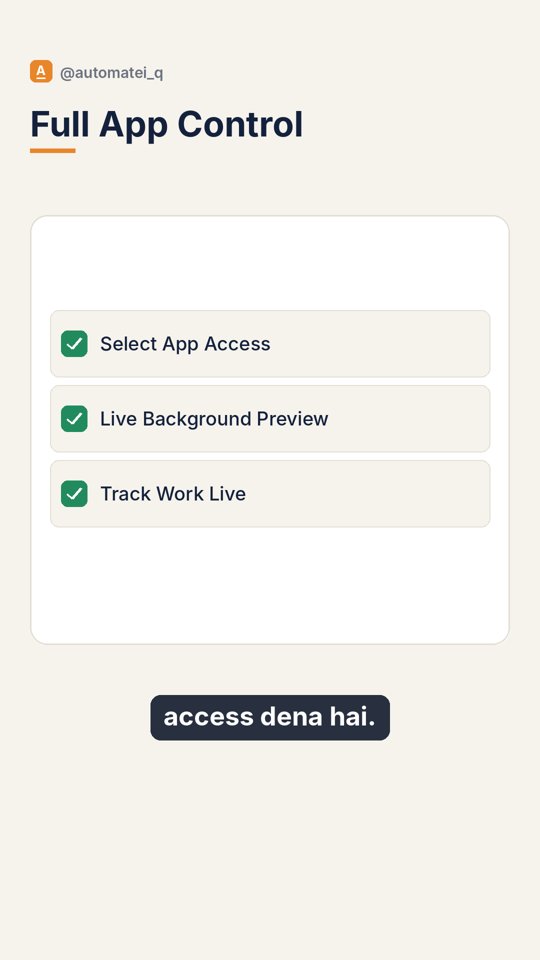 A
@automatei_q
Full App Control
Select App Access
Live Background Preview
Track Work Live
access dena hai.